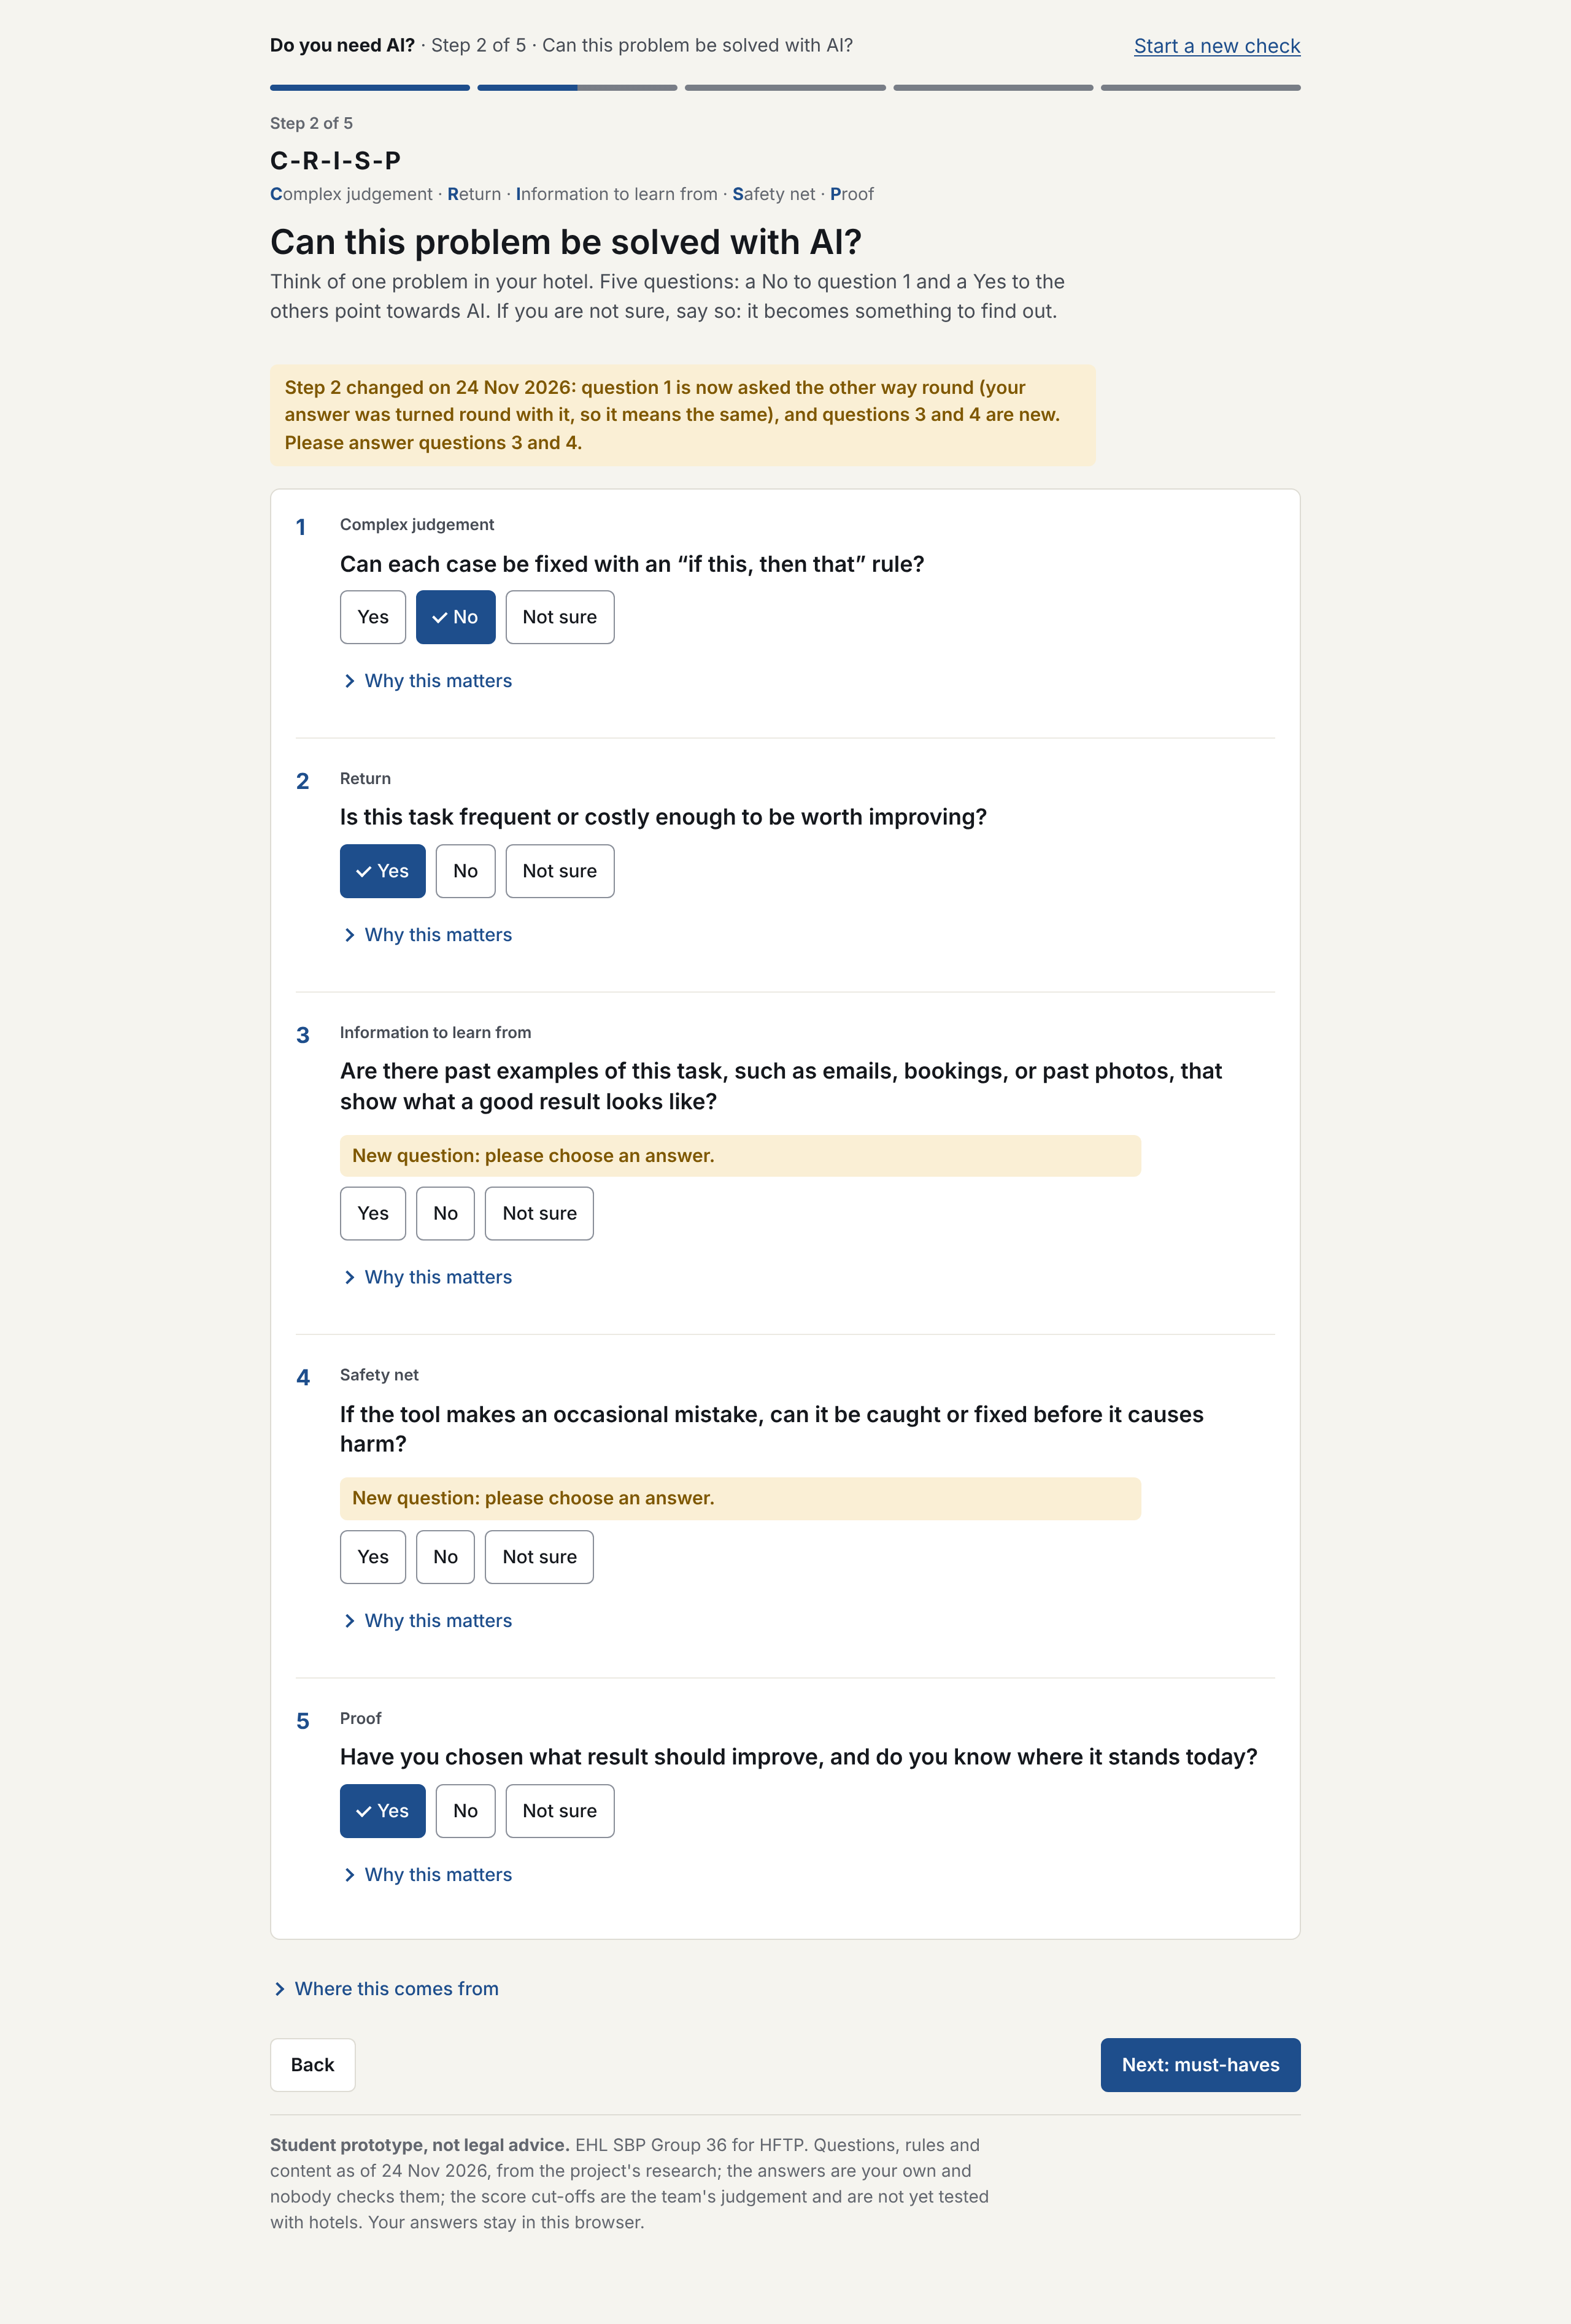 Do you need AI? · Step 2 of 5 · Can this problem be solved with AI?
Start a new check
Step 2 of 5
C-R-I-S-P
Complex judgement · Return · Information to learn from · Safety net · Proof
Can this problem be solved with AI?
Think of one problem in your hotel. Five questions: a No to question 1 and a Yes to the
others point towards AI. If you are not sure, say so: it becomes something to find out.
Step 2 changed on 24 Nov 2026: question 1 is now asked the other way round (your
answer was turned round with it, so it means the same), and questions 3 and 4 are new.
Please answer questions 3 and 4.
1 Complex judgement
Can each case be fixed with an “if this, then that” rule?
Yes ✓ No Not sure
Why this matters
2 Return
Is this task frequent or costly enough to be worth improving?
✓ Yes No Not sure
Why this matters
3 Information to learn from
Are there past examples of this task, such as emails, bookings, or past photos, that
show what a good result looks like?
New question: please choose an answer.
Yes No Not sure
Why this matters
4 Safety net
If the tool makes an occasional mistake, can it be caught or fixed before it causes
harm?
New question: please choose an answer.
Yes No Not sure
Why this matters
5 Proof
Have you chosen what result should improve, and do you know where it stands today?
✓ Yes No Not sure
Why this matters
Where this comes from
Back
Next: must-haves
Student prototype, not legal advice. EHL SBP Group 36 for HFTP. Questions, rules and
content as of 24 Nov 2026, from the project's research; the answers are your own and
nobody checks them; the score cut-offs are the team's judgement and are not yet tested
with hotels. Your answers stay in this browser.